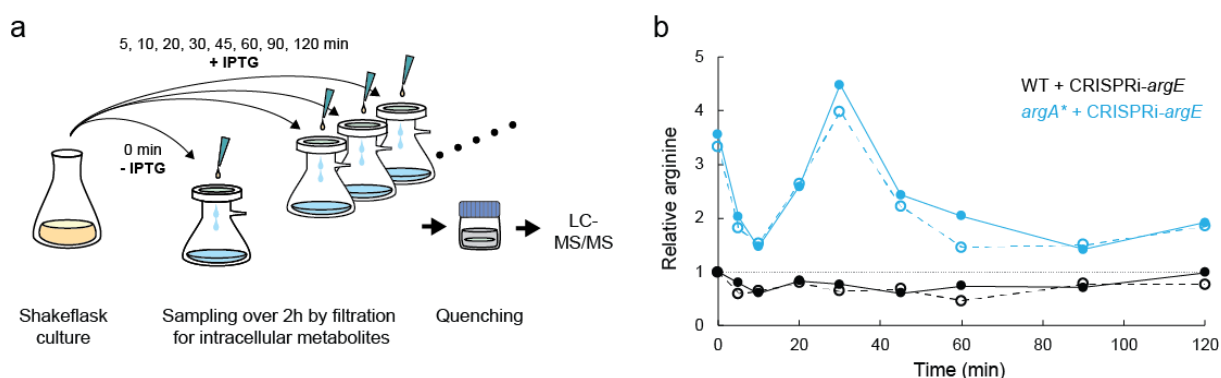 a
5, 10, 20, 30, 45, 60, 90, 120 min
+ IPTG
0 min
- IPTG
LC-
MS/MS
Shakeflask
culture
Sampling over 2h by filtration
for intracellular metabolites
Quenching
b
Relative arginine
5
4
3
2
1
0
WT + CRISPRi-argE
argA* + CRISPRi-argE
0
20
40
60
80
100
120
Time (min)